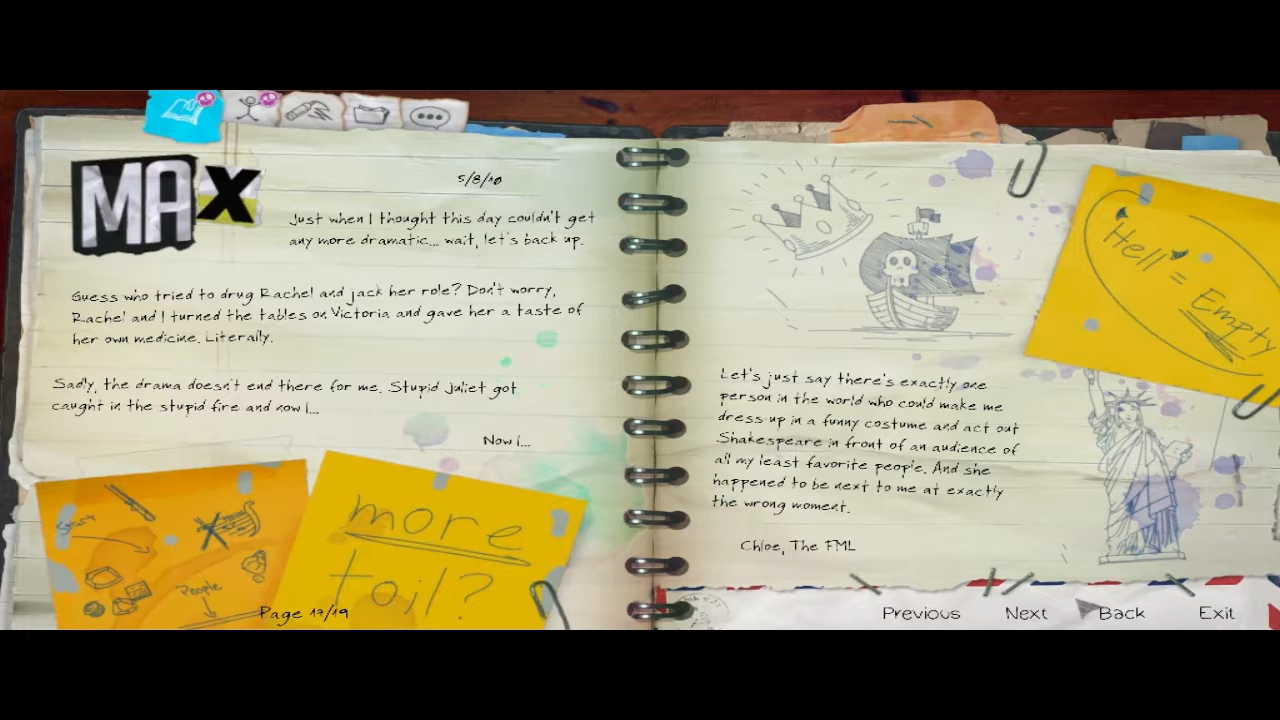 MAX
5/8/10
Just when I thought this day couldn't get
any more dramatic... wait, let's back up.
Guess who tried to drug Rachel and jack her role? Don't worry,
Rachel and I turned the tables on Victoria and gave her a taste of
her own medicine. Literally.
Sadly, the drama doesn't end there for me. Stupid Juliet got
caught in the stupid fire and now I...
Now I...
Start
People
more
toil?
Page 17/19
"Hell" =
Empty
Let's just say there's exactly one
person in the world who could make me
dress up in a funny costume and act out
Shakespeare in front of an audience of
all my least favorite people. And she
happened to be next to me at exactly
the wrong moment.
Chloe, The FML
Previous Next Back Exit